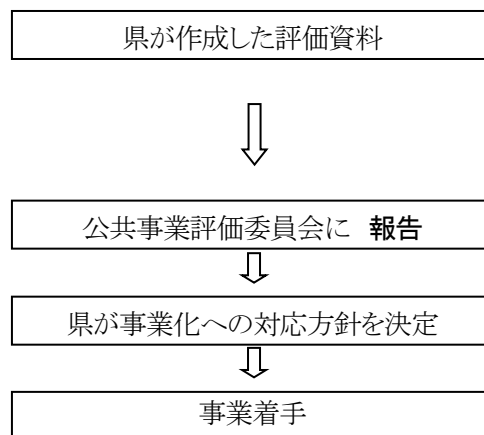 県が作成した評価資料
公共事業評価委員会に 報告
県が事業化への対応方針を決定
事業着手